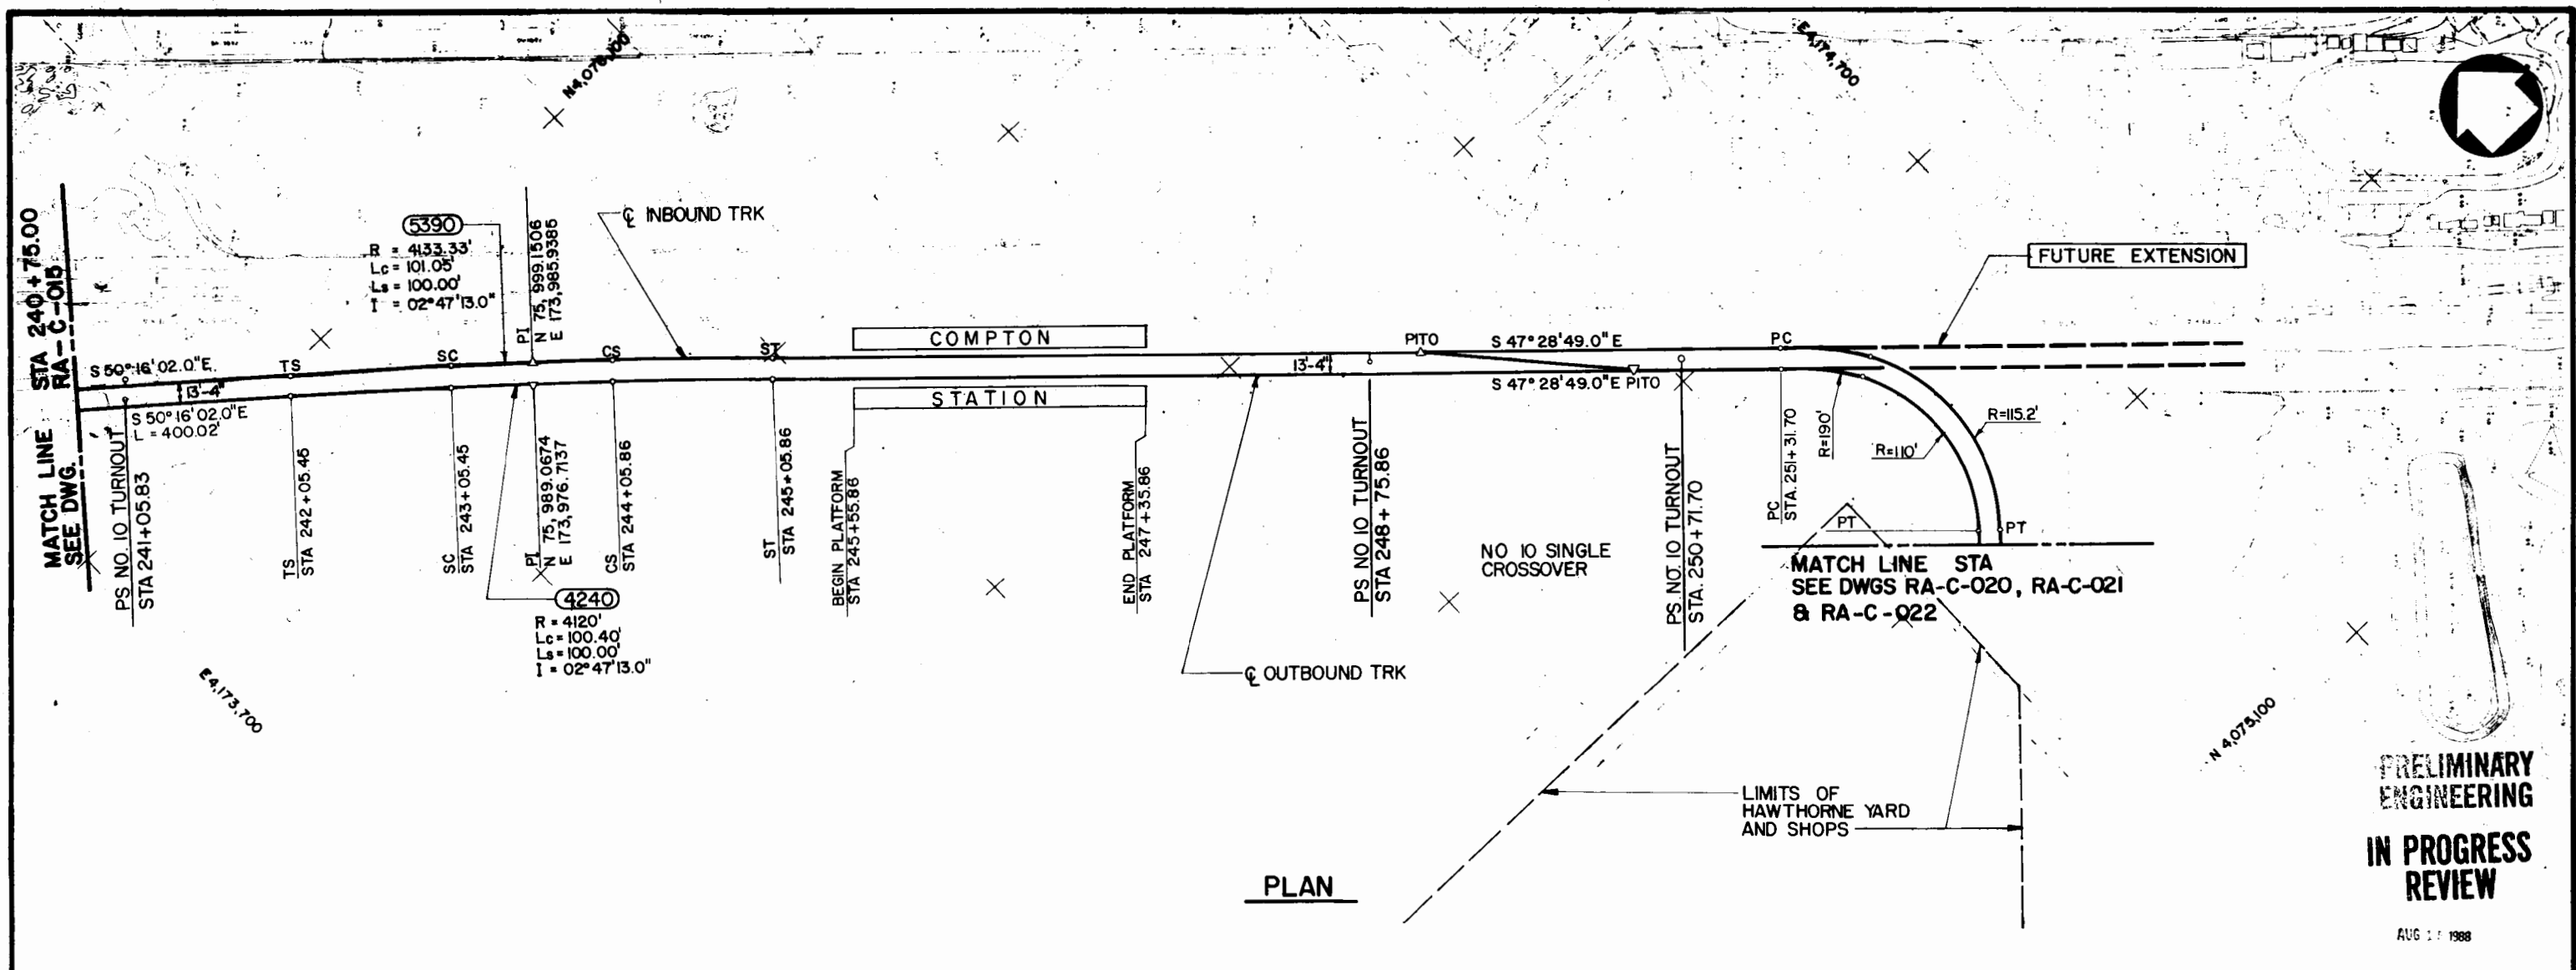 N4,076,100
E4,174,700
MATCH LINE STA 240+75.00
SEE DWG. RA-C-015
5390
R = 4133.33'
Lc = 101.05'
Ls = 100.00'
I = 02°47'13.0"
PI
N 75,999.1506
E 173,985.9385
℄ INBOUND TRK
FUTURE EXTENSION
S 50°16'02.0"E.
TS
SC
CS
ST
13'-4"
S 50°16'02.0"E
L = 400.02'
COMPTON
STATION
PITO
S 47°28'49.0"E
PC
13'-4"
S 47°28'49.0"E PITO
PS NO. 10 TURNOUT
STA 241+05.83
TS
STA 242+05.45
SC
STA 243+05.45
PI
N 75,989.0674
E 173,976.7137
CS
STA 244+05.86
ST
STA 245+05.86
BEGIN PLATFORM
STA 245+55.86
END PLATFORM
STA 247+35.86
PS NO 10 TURNOUT
STA 248+75.86
NO 10 SINGLE
CROSSOVER
PS NO. 10 TURNOUT
STA. 250+71.70
PC
STA. 251+31.70
R=190'
R=110'
R=115.2'
PT
PT
MATCH LINE STA
SEE DWGS RA-C-020, RA-C-021
& RA-C-022
4240
R = 4120'
Lc = 100.40'
Ls = 100.00'
I = 02°47'13.0"
℄ OUTBOUND TRK
E4,173,700
N 4,075,100
LIMITS OF
HAWTHORNE YARD
AND SHOPS
PLAN
PRELIMINARY
ENGINEERING
IN PROGRESS
REVIEW
AUG 1 1988